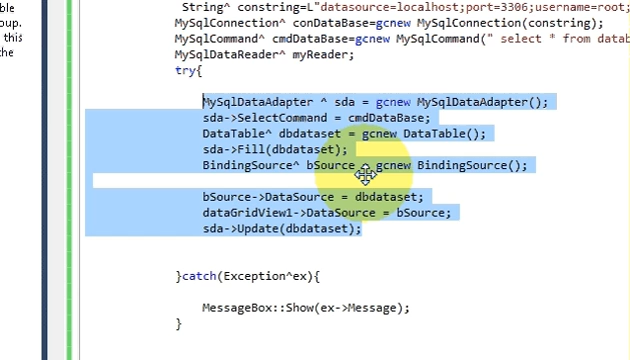 ble
oup.
this
the
String^ constring=L"datasource=localhost;port=3306;username=root;
MySqlConnection^ conDataBase=gcnew MySqlConnection(constring);
MySqlCommand^ cmdDataBase=gcnew MySqlCommand(" select * from datab
MySqlDataReader^ myReader;
try{
MySqlDataAdapter ^ sda = gcnew MySqlDataAdapter();
sda->SelectCommand = cmdDataBase;
DataTable^ dbdataset = gcnew DataTable();
sda->Fill(dbdataset);
BindingSource^ bSource = gcnew BindingSource();
bSource->DataSource = dbdataset;
dataGridView1->DataSource = bSource;
sda->Update(dbdataset);
}catch(Exception^ex){
MessageBox::Show(ex->Message);
}